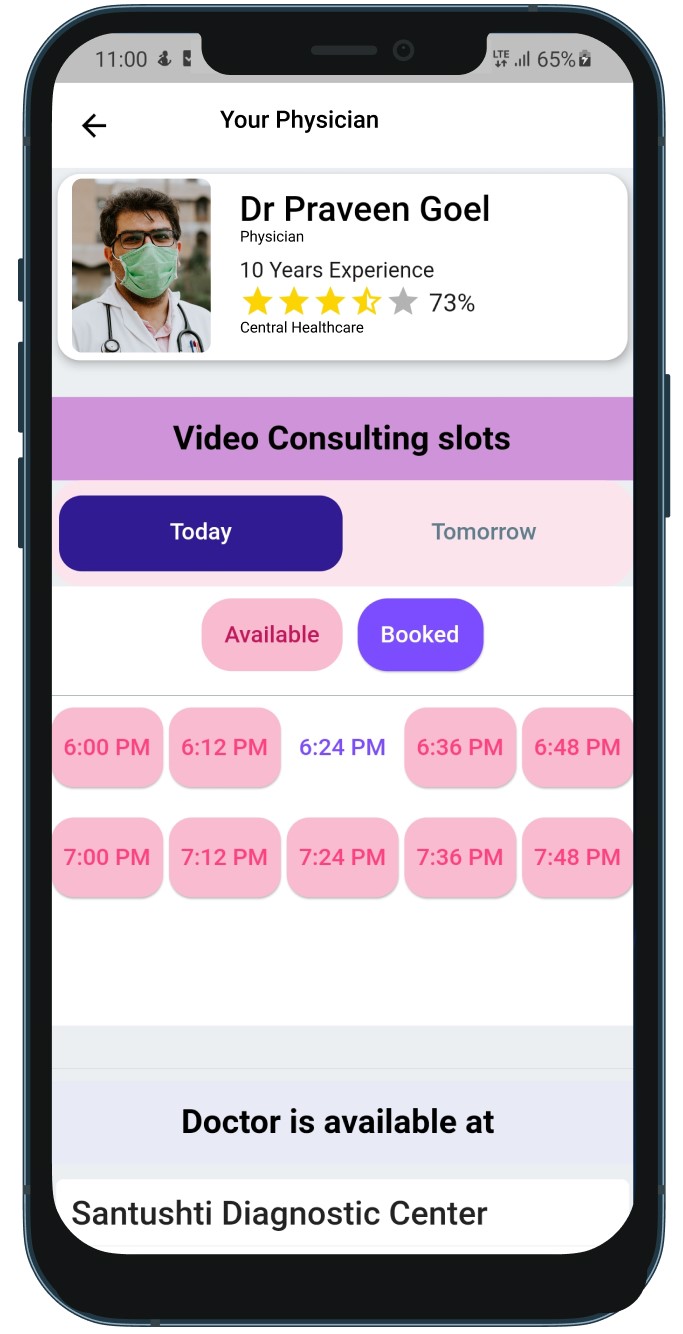 11:00 LTE 65%
Your Physician
Dr Praveen Goel
Physician
10 Years Experience
73%
Central Healthcare
Video Consulting slots
Today Tomorrow
Available Booked
6:00 PM 6:12 PM 6:24 PM 6:36 PM 6:48 PM
7:00 PM 7:12 PM 7:24 PM 7:36 PM 7:48 PM
Doctor is available at
Santushti Diagnostic Center